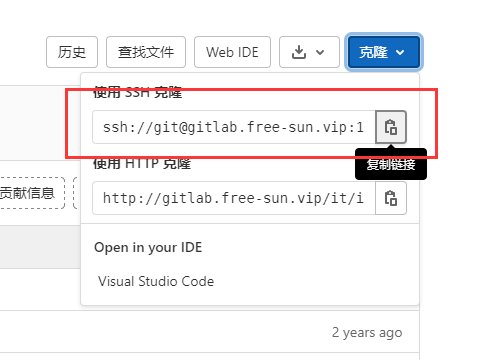 历史 查找文件 Web IDE 克隆
使用 SSH 克隆
ssh://git@gitlab.free-sun.vip:1
复制链接
使用 HTTP 克隆
贡献信息
http://gitlab.free-sun.vip/it/i
Open in your IDE
Visual Studio Code
2 years ago